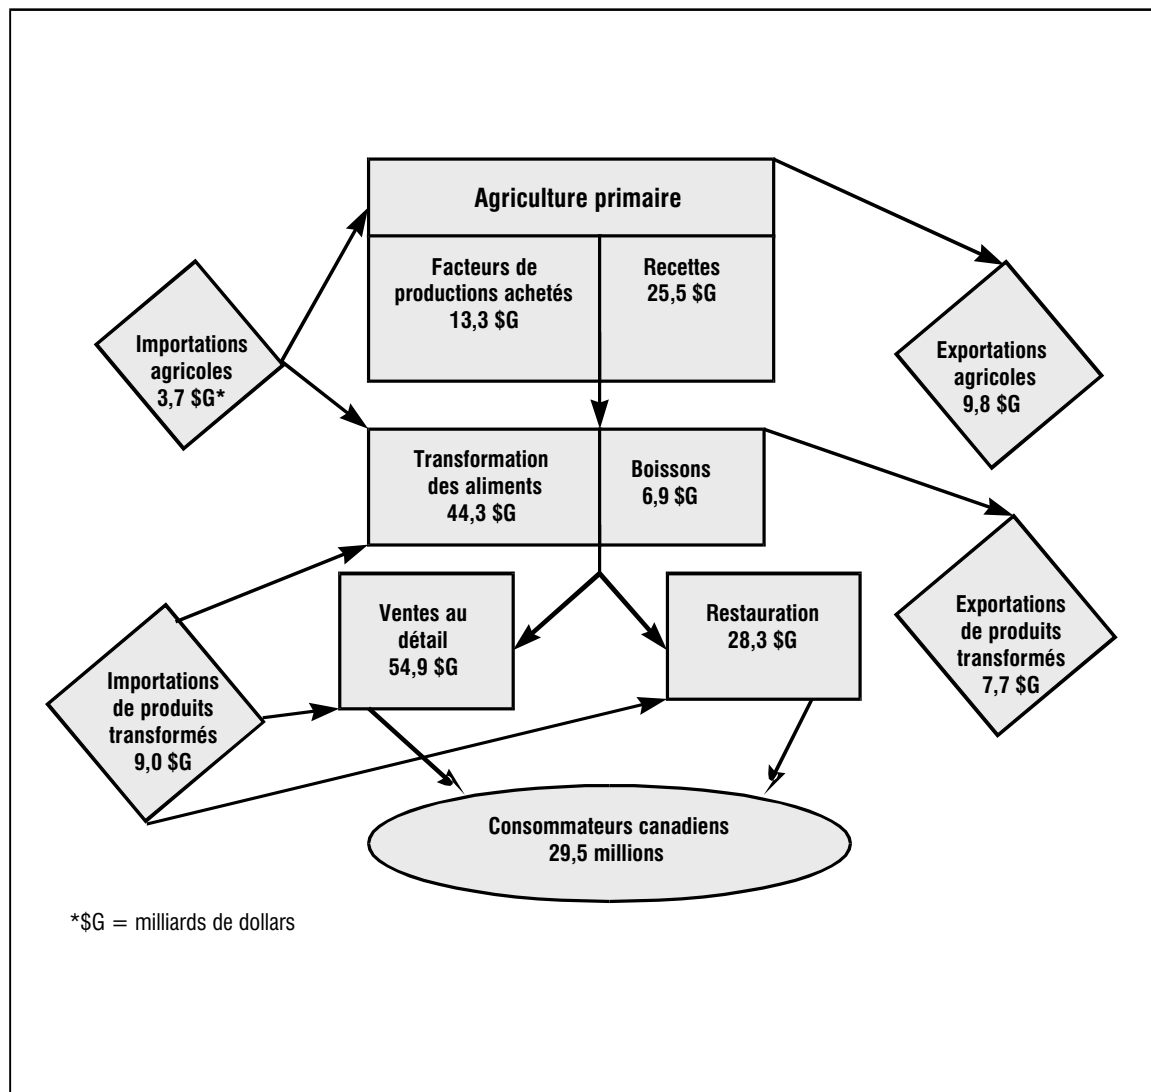 Agriculture primaire
Facteurs de
productions achetés
13,3 $G
Recettes
25,5 $G
Importations
agricoles
3,7 $G*
Exportations
agricoles
9,8 $G
Transformation
des aliments
44,3 $G
Boissons
6,9 $G
Ventes au
détail
54,9 $G
Restauration
28,3 $G
Exportations
de produits
transformés
7,7 $G
Importations
de produits
transformés
9,0 $G
Consommateurs canadiens
29,5 millions
*$G = milliards de dollars